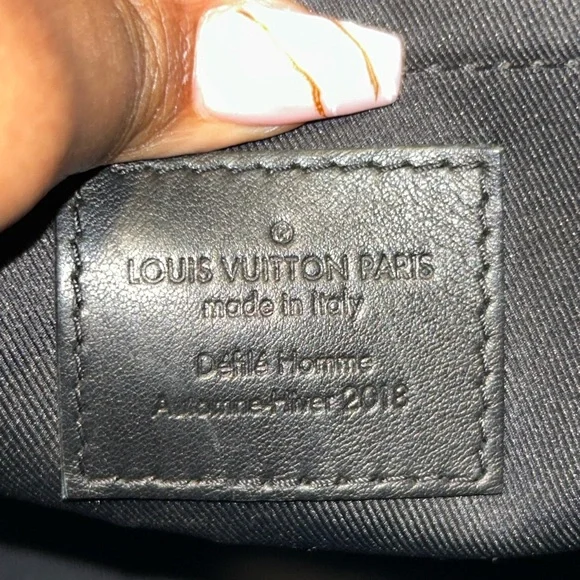 ®
LOUIS VUITTON PARIS
made in Italy
Défilé Homme
Automne-Hiver 2018